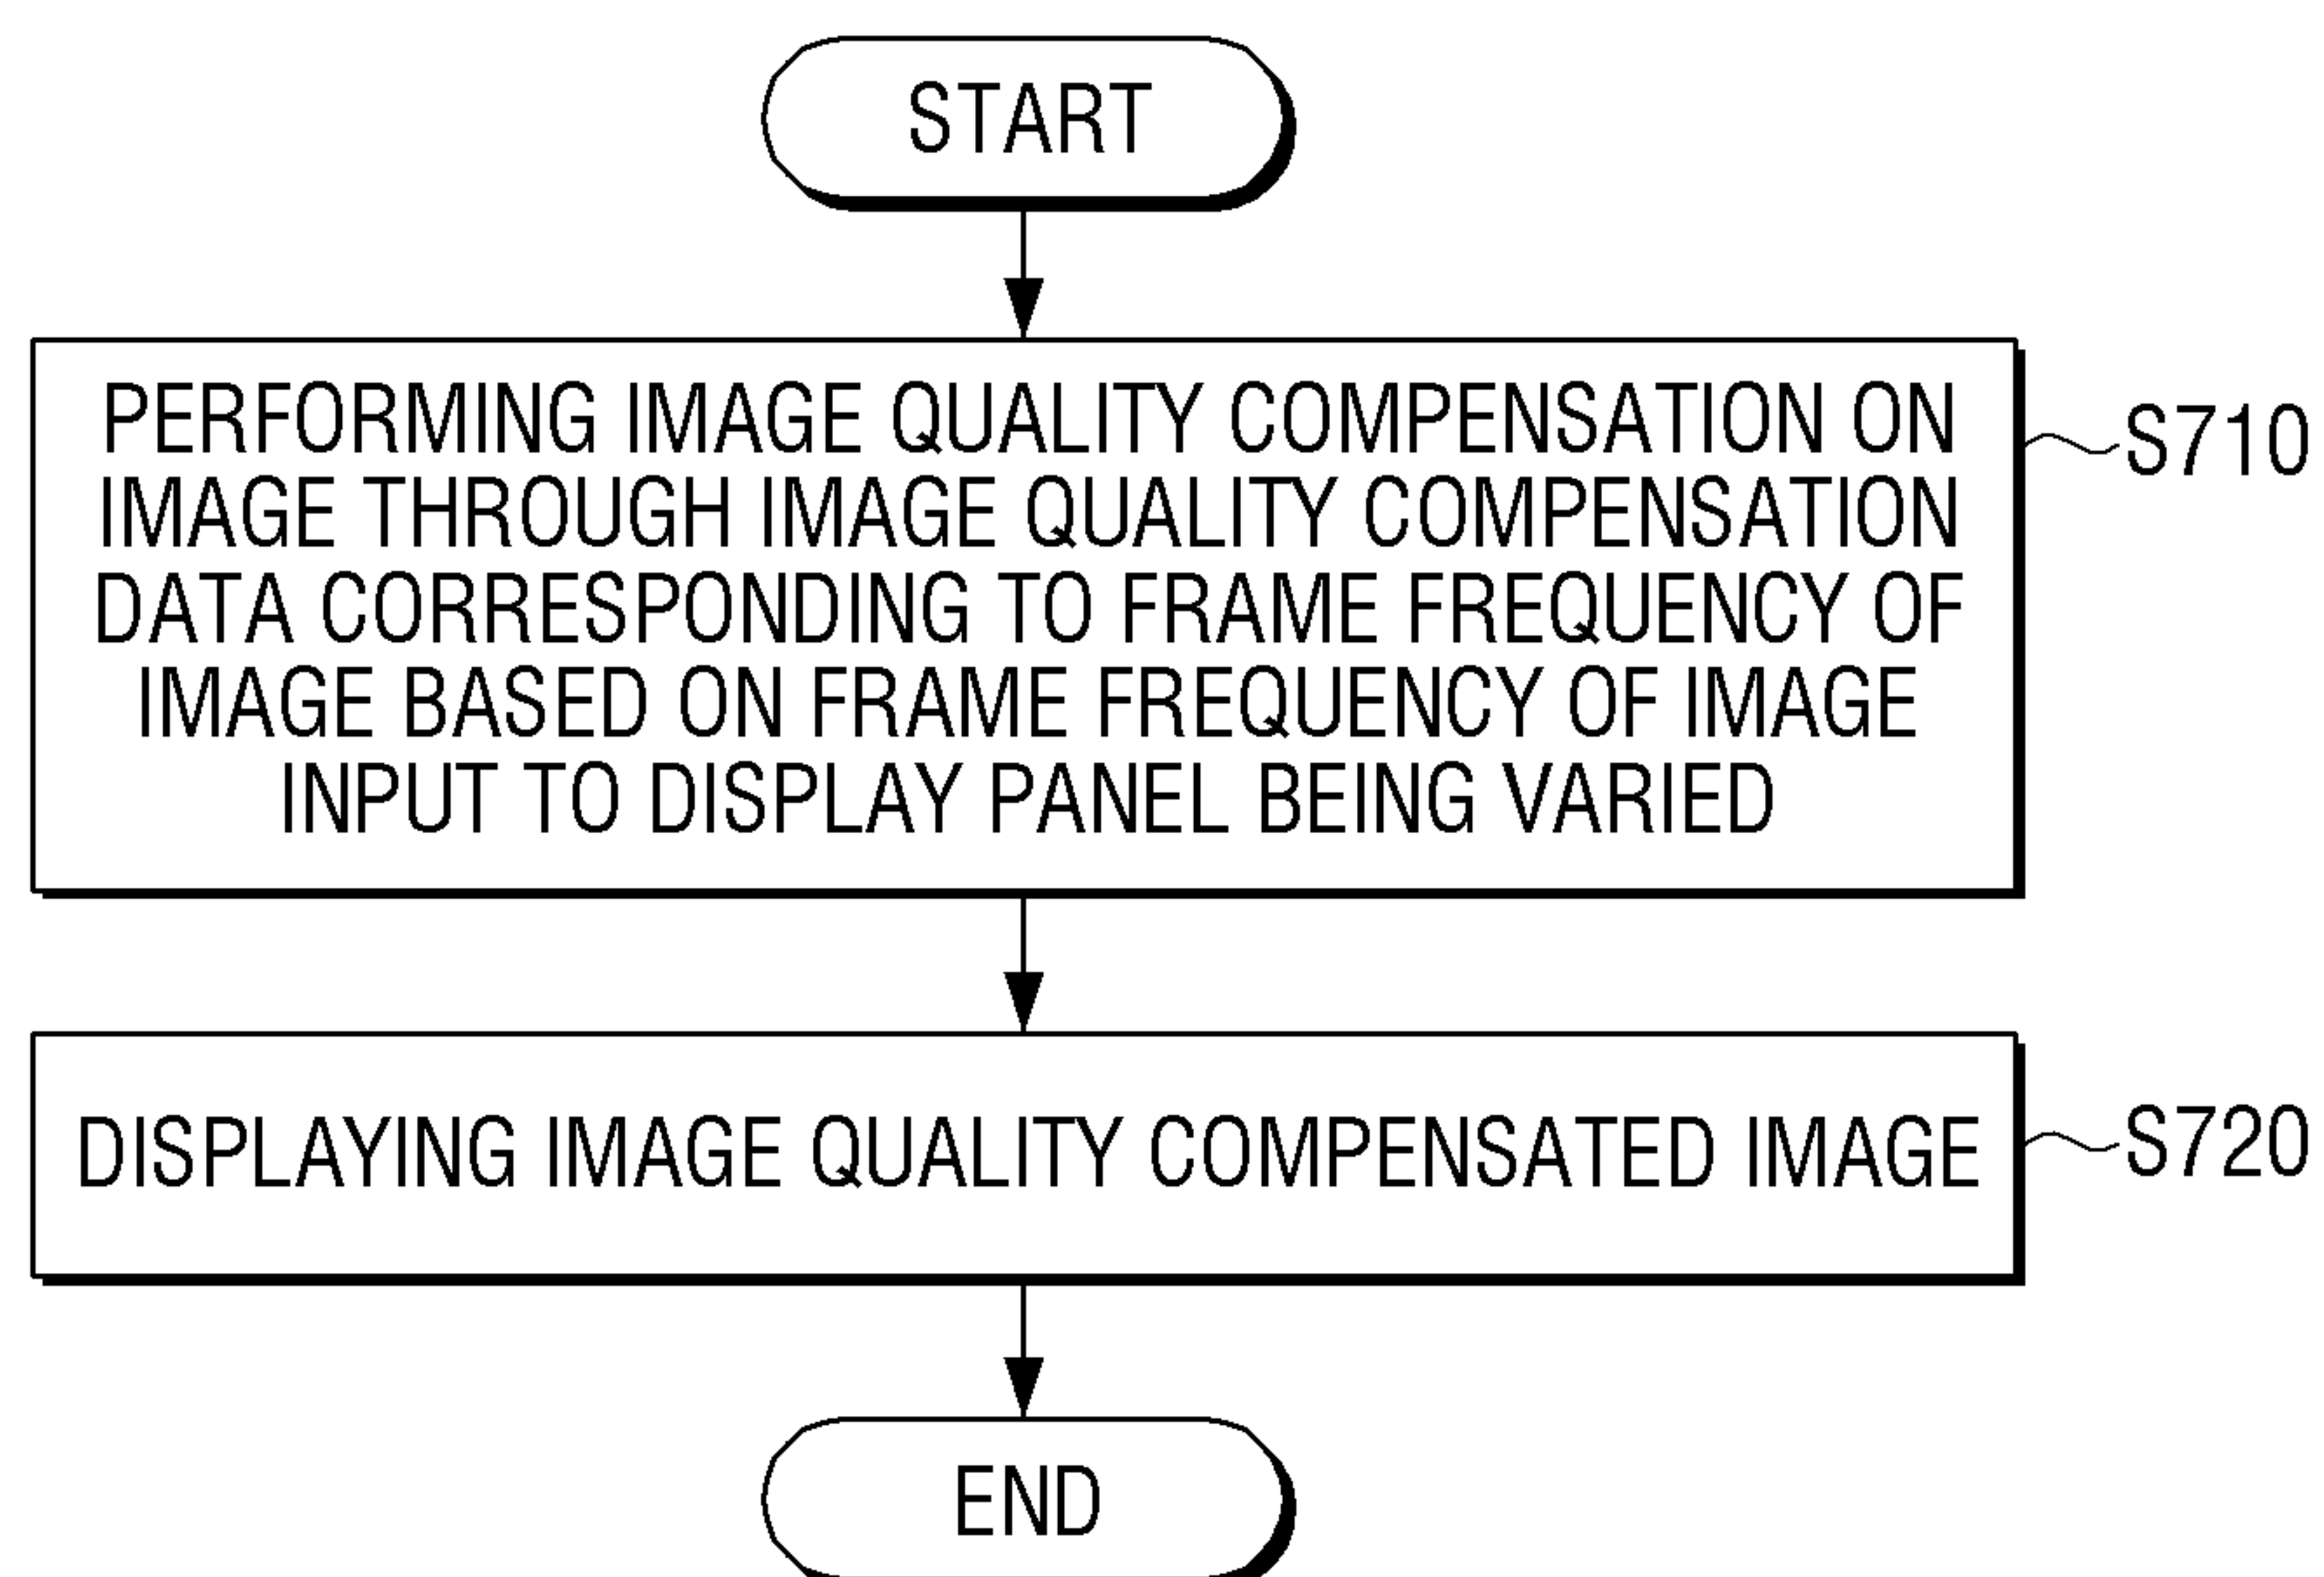 START
PERFORMING IMAGE QUALITY COMPENSATION ON
IMAGE THROUGH IMAGE QUALITY COMPENSATION
DATA CORRESPONDING TO FRAME FREQUENCY OF
IMAGE BASED ON FRAME FREQUENCY OF IMAGE
INPUT TO DISPLAY PANEL BEING VARIED
S710
DISPLAYING IMAGE QUALITY COMPENSATED IMAGE
S720
END